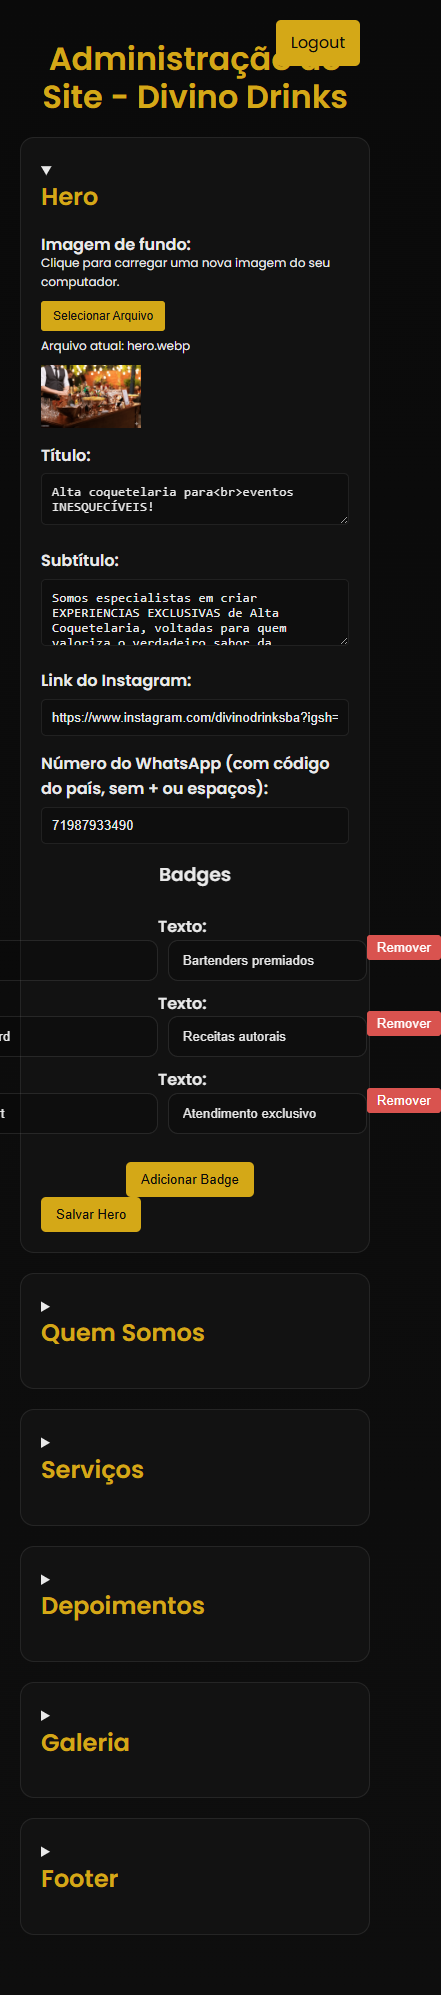 Logout
Administração do
Site - Divino Drinks
Hero
Imagem de fundo:
Clique para carregar uma nova imagem do seu
computador.
Selecionar Arquivo
Arquivo atual: hero.webp
Título:
Alta coquetelaria para<br>eventos
INESQUECÍVEIS!
Subtítulo:
Somos especialistas em criar
EXPERIENCIAS EXCLUSIVAS de Alta
Coquetelaria, voltadas para quem
valoriza o verdadeiro sabor da
Link do Instagram:
https://www.instagram.com/divinodrinksba?igsh=
Número do WhatsApp (com código
do país, sem + ou espaços):
71987933490
Badges
Texto:
Bartenders premiados
Remover
Texto:
rd
Receitas autorais
Remover
Texto:
t
Atendimento exclusivo
Remover
Adicionar Badge
Salvar Hero
Quem Somos
Serviços
Depoimentos
Galeria
Footer